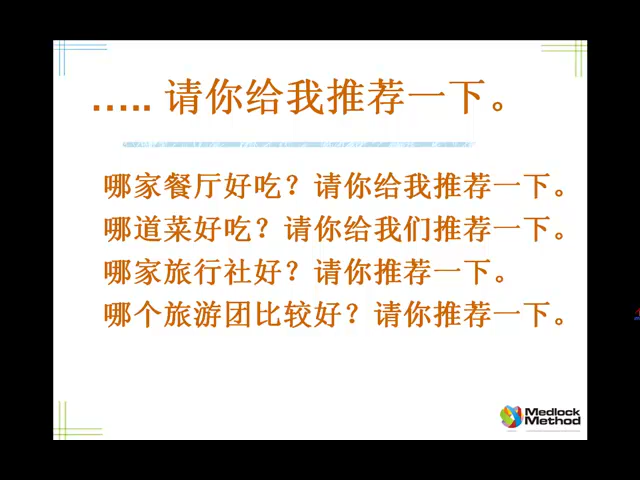 ….. 请你给我推荐一下。
哪家餐厅好吃？请你给我推荐一下。
哪道菜好吃？请你给我们推荐一下。
哪家旅行社好？请你推荐一下。
哪个旅游团比较好？请你推荐一下。
Medlock
Method